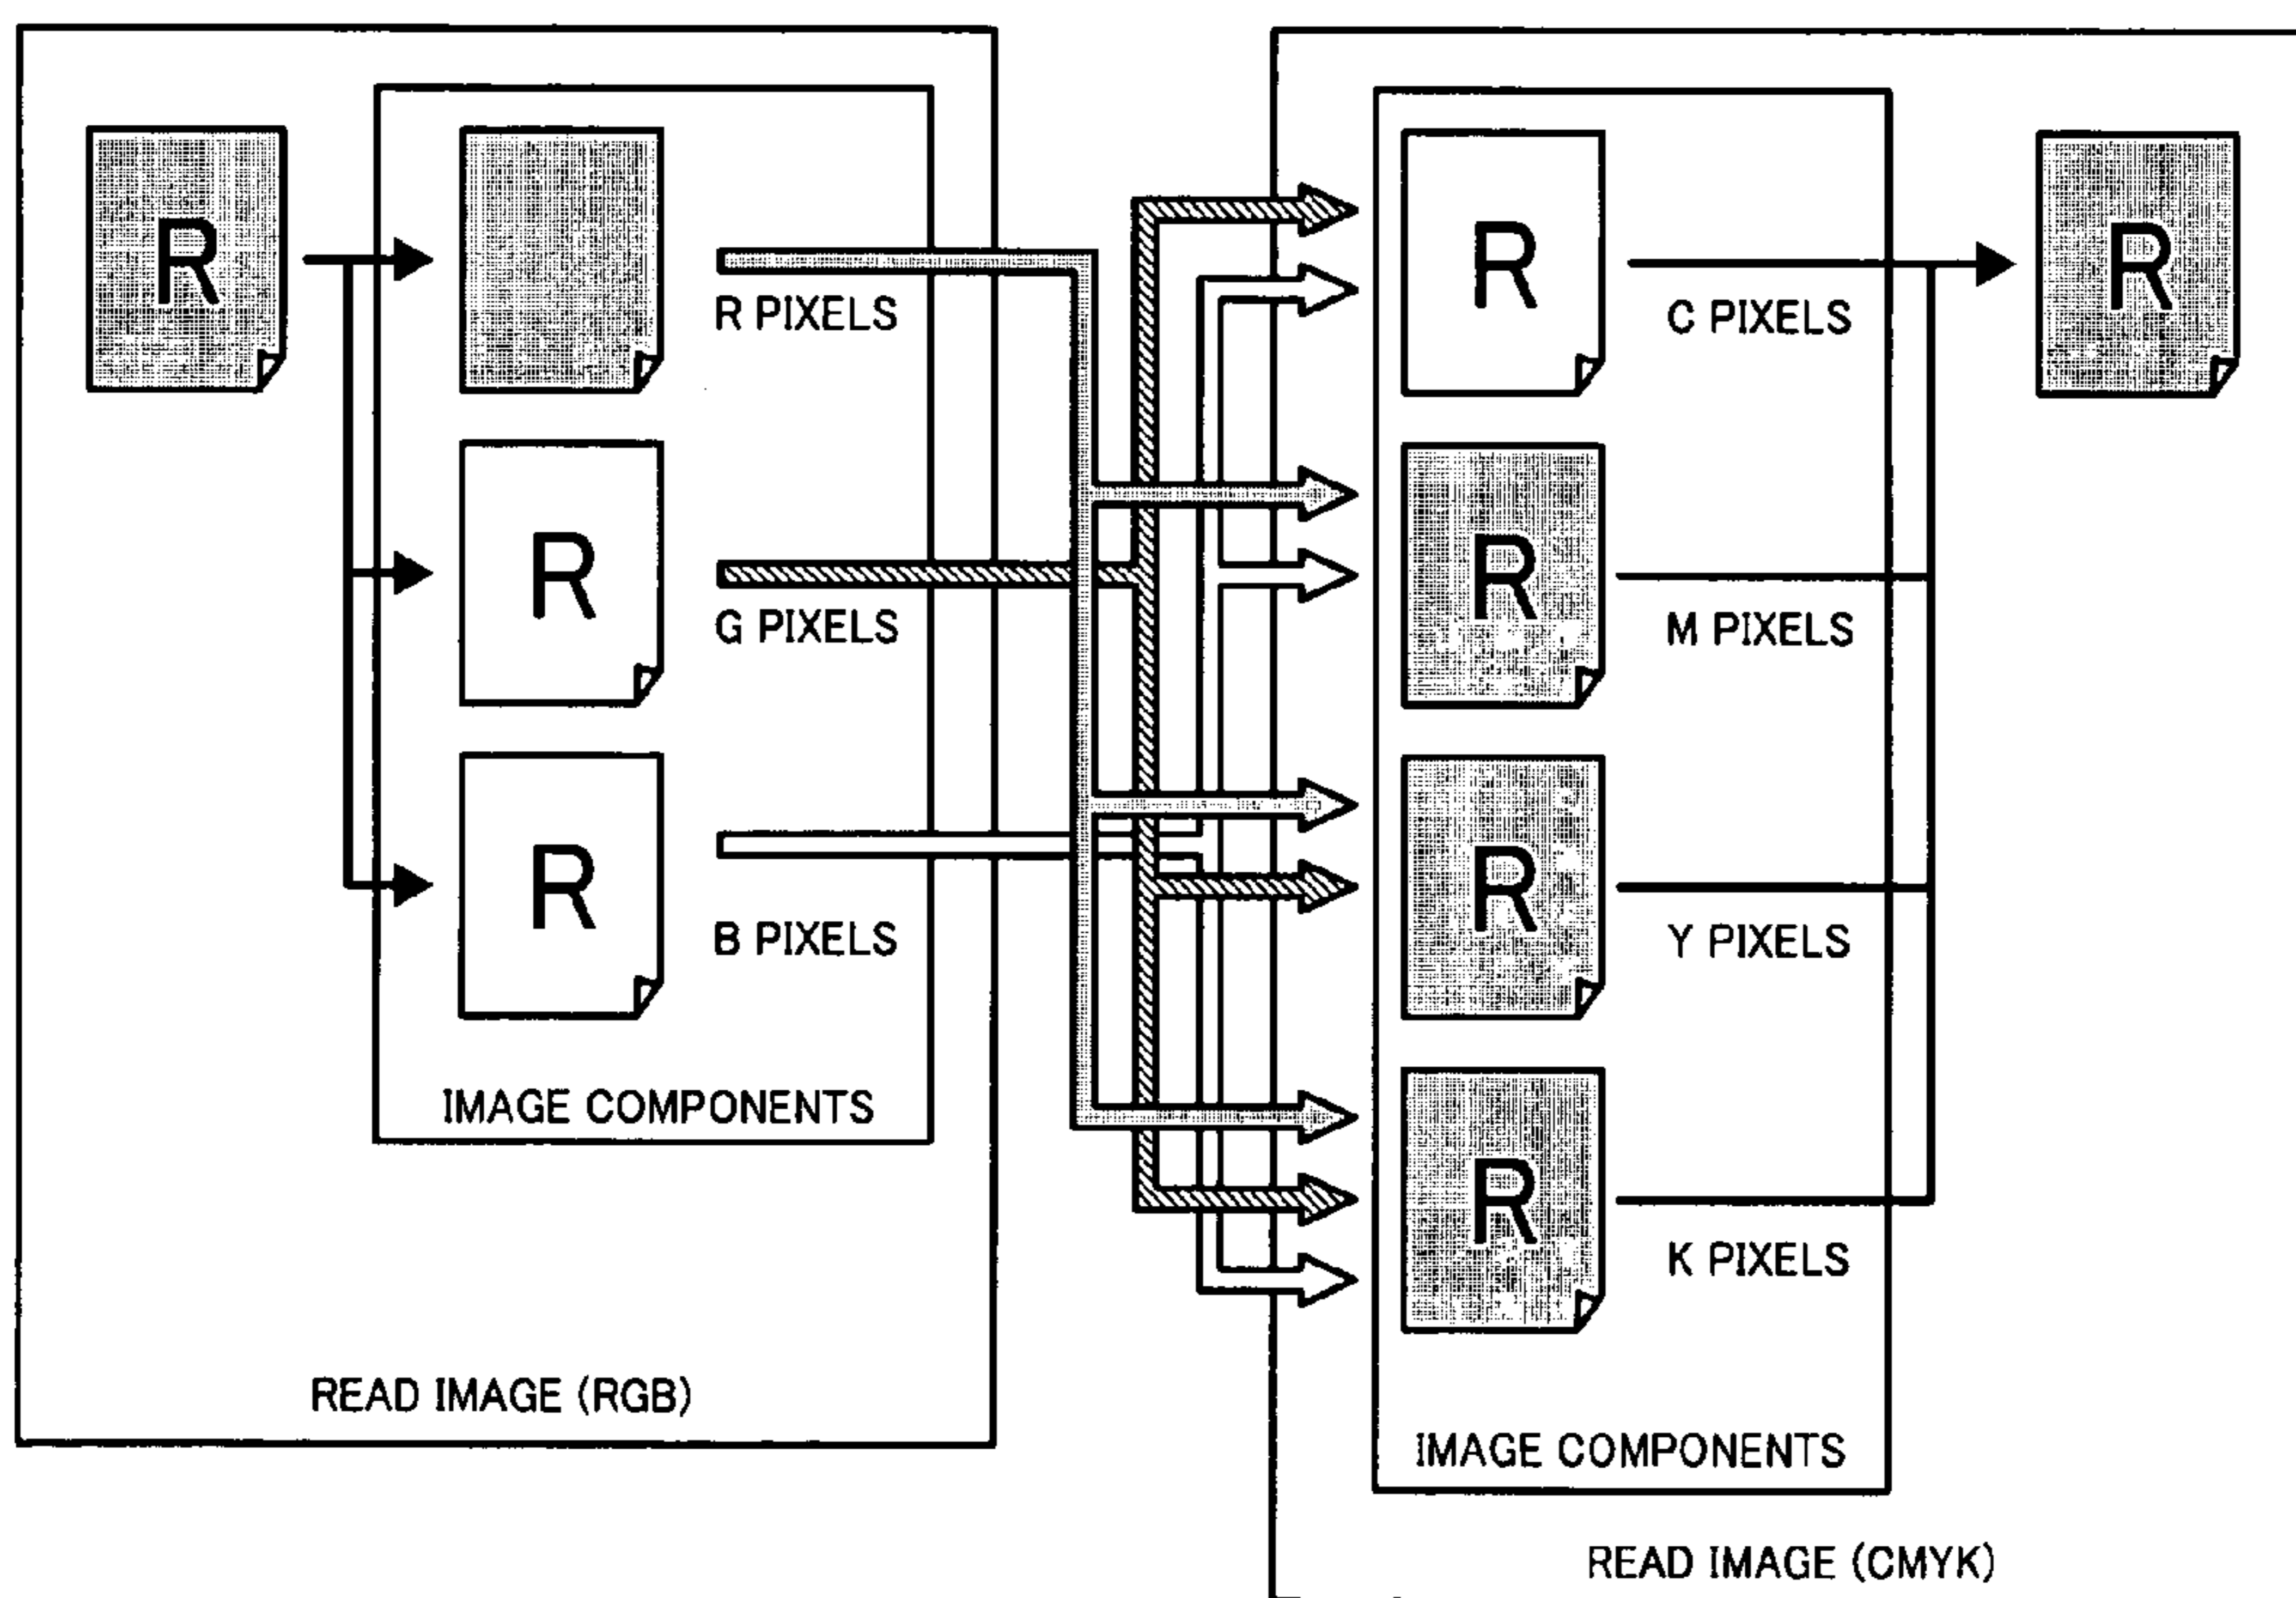 R
R PIXELS
R
G PIXELS
R
B PIXELS
IMAGE COMPONENTS
READ IMAGE (RGB)
R
C PIXELS
R
R
M PIXELS
R
Y PIXELS
R
K PIXELS
IMAGE COMPONENTS
READ IMAGE (CMYK)